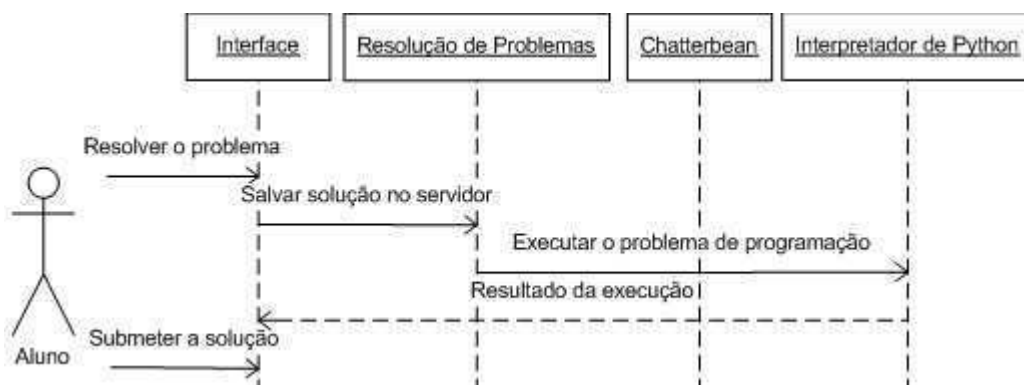 Interface
Resolução de Problemas
Chatterbean
Interpretador de Python
Resolver o problema
Salvar solução no servidor
Executar o problema de programação
Resultado da execução
Submeter a solução
Aluno